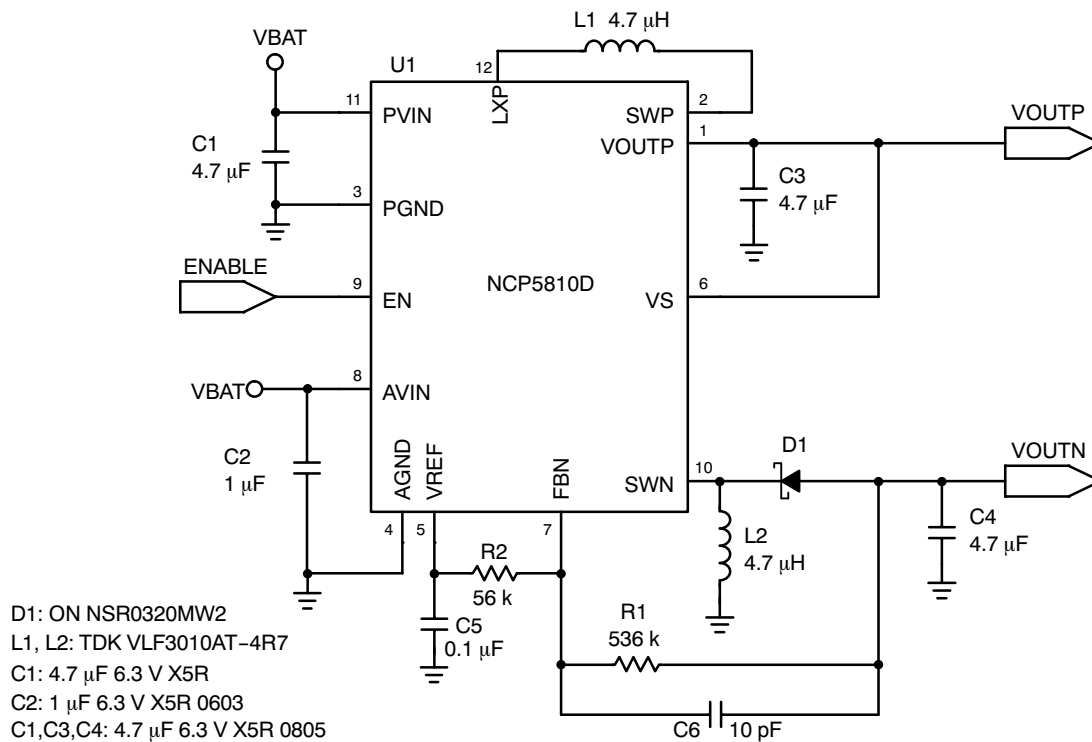 L1 4.7 μH
VBAT
U1
12
LXP
11
PVIN
SWP
2
VOUTP
1
VOUTP
C1
4.7 μF
C3
4.7 μF
3
PGND
ENABLE
9
EN
NCP5810D
VS
6
VBAT
8
AVIN
C2
1 μF
AGND
VREF
FBN
SWN
10
D1
VOUTN
4
5
7
L2
4.7 μH
C4
4.7 μF
R2
56 k
C5
0.1 μF
R1
536 k
C6
10 pF
D1: ON NSR0320MW2
L1, L2: TDK VLF3010AT−4R7
C1: 4.7 μF 6.3 V X5R
C2: 1 μF 6.3 V X5R 0603
C1,C3,C4: 4.7 μF 6.3 V X5R 0805